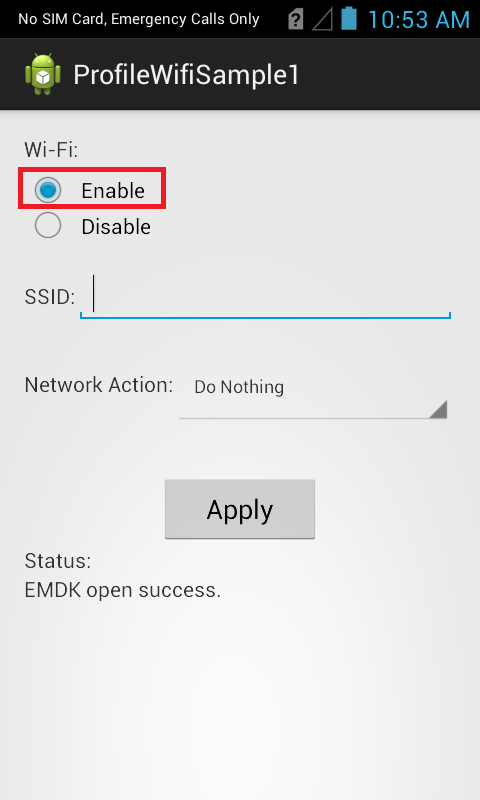 No SIM Card, Emergency Calls Only 10:53 AM
ProfileWifiSample1
Wi-Fi:
Enable
Disable
SSID:
Network Action: Do Nothing
Apply
Status:
EMDK open success.